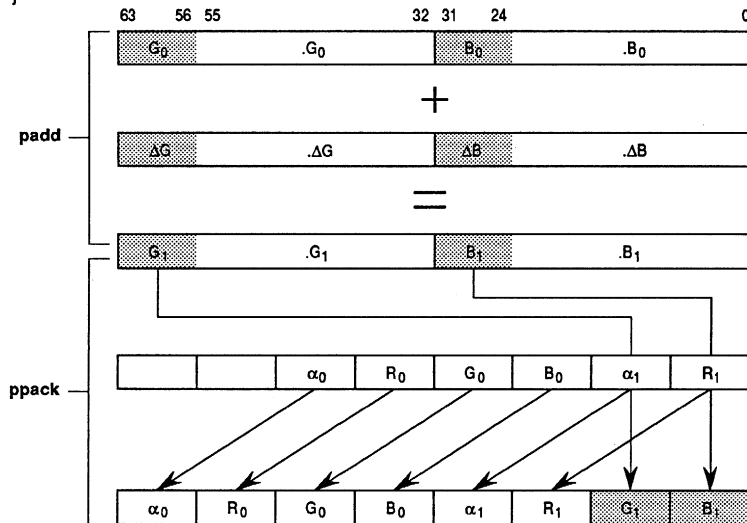 63 56 55 32 31 24 0
G₀ .G₀ B₀ .B₀
+
padd
ΔG .ΔG ΔB .ΔB
=
G₁ .G₁ B₁ .B₁
α₀ R₀ G₀ B₀ α₁ R₁
ppack
α₀ R₀ G₀ B₀ α₁ R₁ G₁ B₁